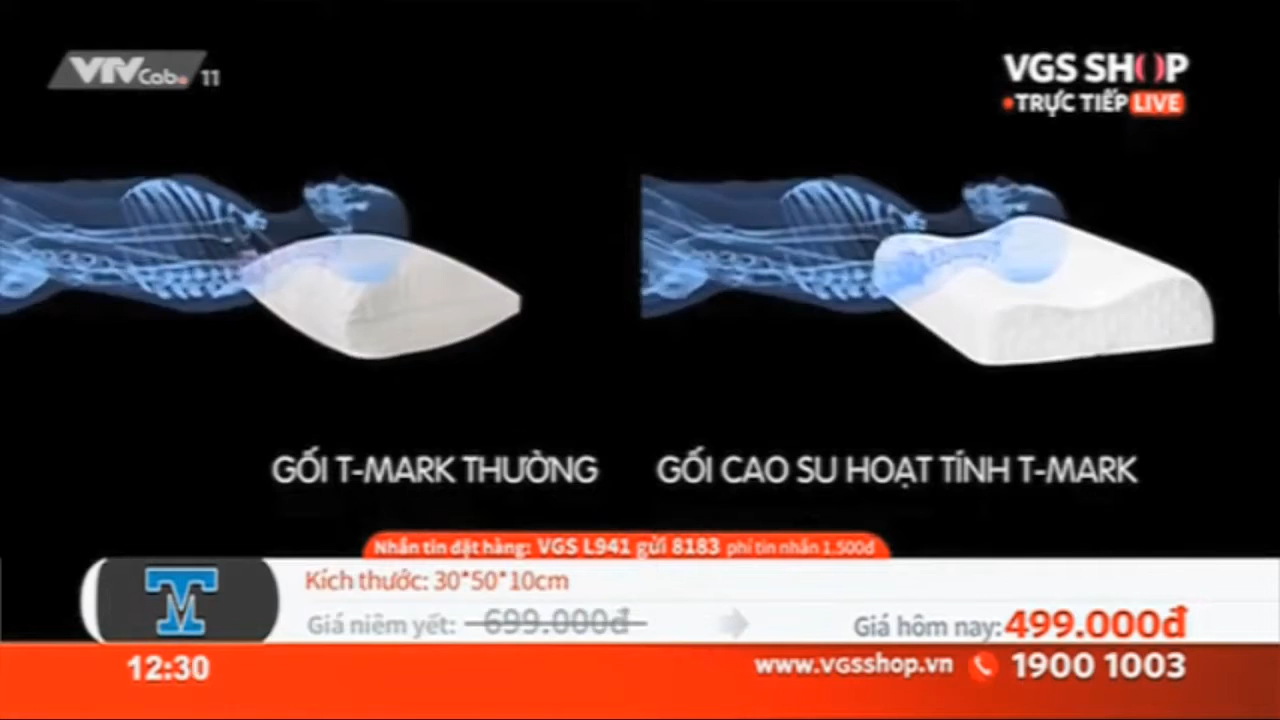 VTVCab 11
VGS SHOP
TRỰC TIẾP LIVE
GỐI T-MARK THƯỜNG
GỐI CAO SU HOẠT TÍNH T-MARK
Nhắn tin đặt hàng: VGS L941 gửi 8183 phí tin nhắn 1.500đ
TM
Kích thước: 30*50*10cm
Giá niêm yết: 699.000đ
Giá hôm nay: 499.000đ
12:30
www.vgsshop.vn 1900 1003